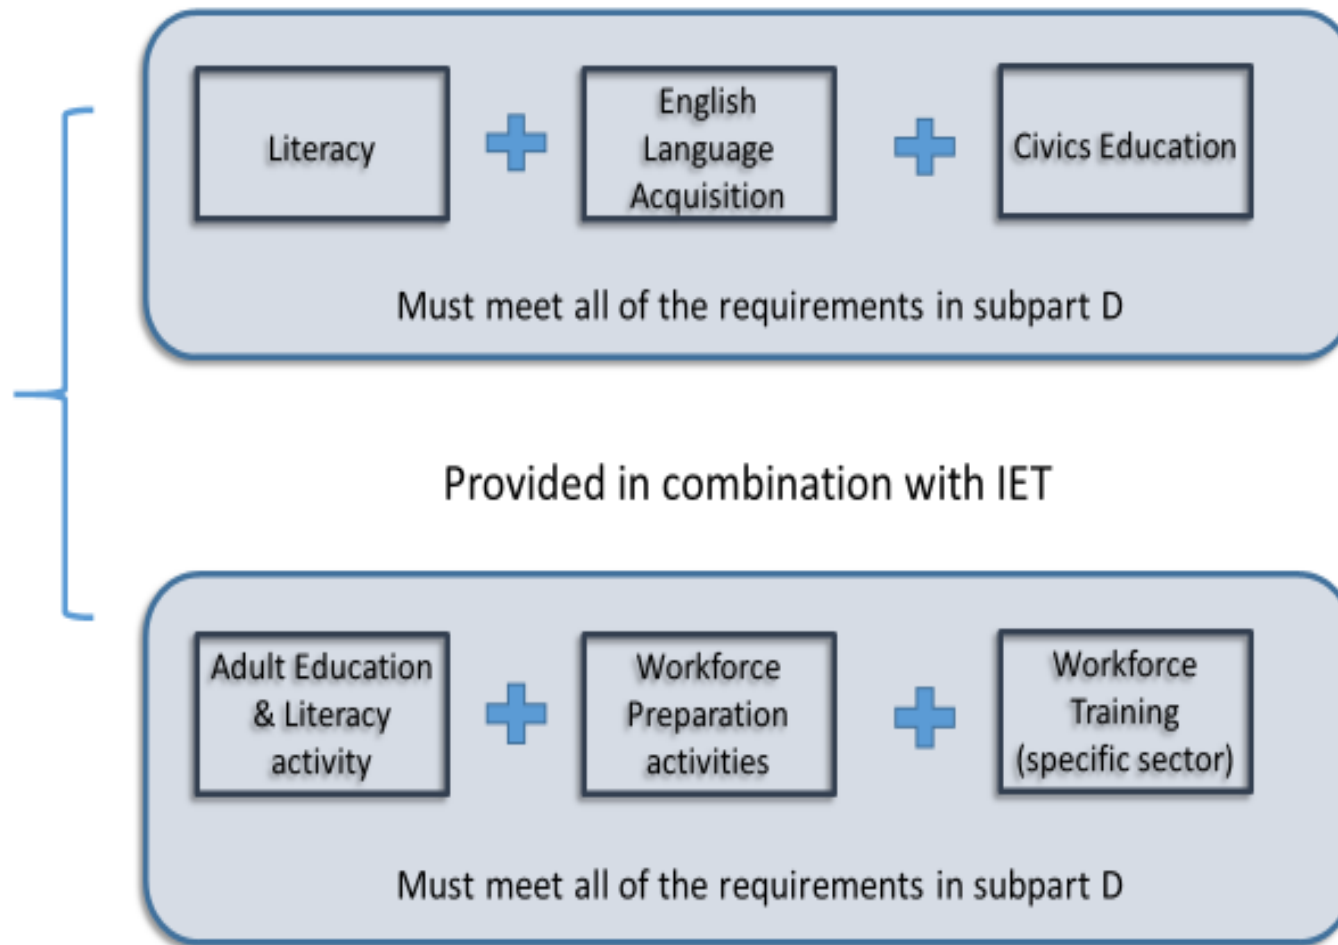 Literacy
English
Language
Acquisition
Civics Education
Must meet all of the requirements in subpart D
Provided in combination with IET
Adult Education
& Literacy
activity
Workforce
Preparation
activities
Workforce
Training
(specific sector)
Must meet all of the requirements in subpart D